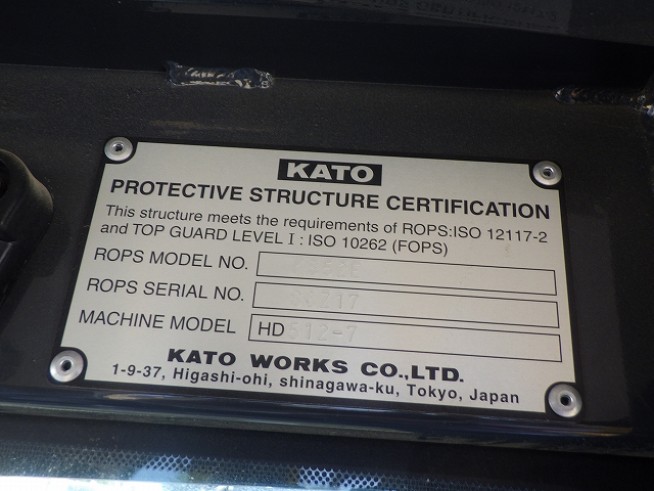 KATO
PROTECTIVE STRUCTURE CERTIFICATION
This structure meets the requirements of ROPS:ISO 12117-2
and TOP GUARD LEVEL I : ISO 10262 (FOPS)
ROPS MODEL NO.
ROPS SERIAL NO.
MACHINE MODEL HD512-7
KATO WORKS CO.,LTD.
1-9-37, Higashi-ohi, shinagawa-ku, Tokyo, Japan